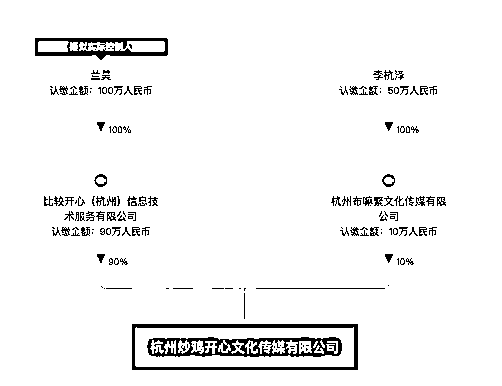 疑似实际控制人
兰昊
认缴金额：100万人民币
100%
比较开心（杭州）信息技
术服务有限公司
认缴金额：90万人民币
90%
李杭泽
认缴金额：50万人民币
100%
杭州布嘛繁文化传媒有限
公司
认缴金额：10万人民币
10%
杭州炒鸡开心文化传媒有限公司